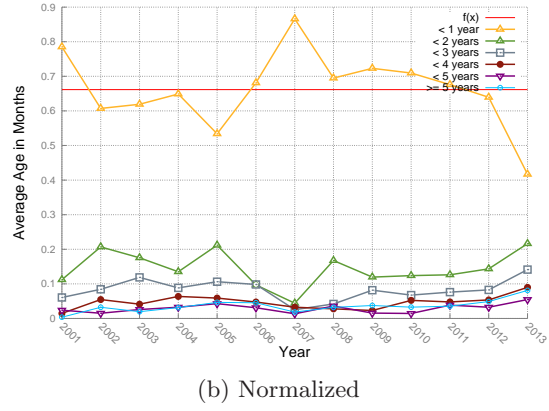 f(x)
< 1 year
< 2 years
< 3 years
< 4 years
< 5 years
>= 5 years
0.9
0.8
0.7
0.6
0.5
0.4
0.3
0.2
0.1
0
Average Age in Months
2001 2002 2003 2004 2005 2006 2007 2008 2009 2010 2011 2012 2013
Year
(b) Normalized